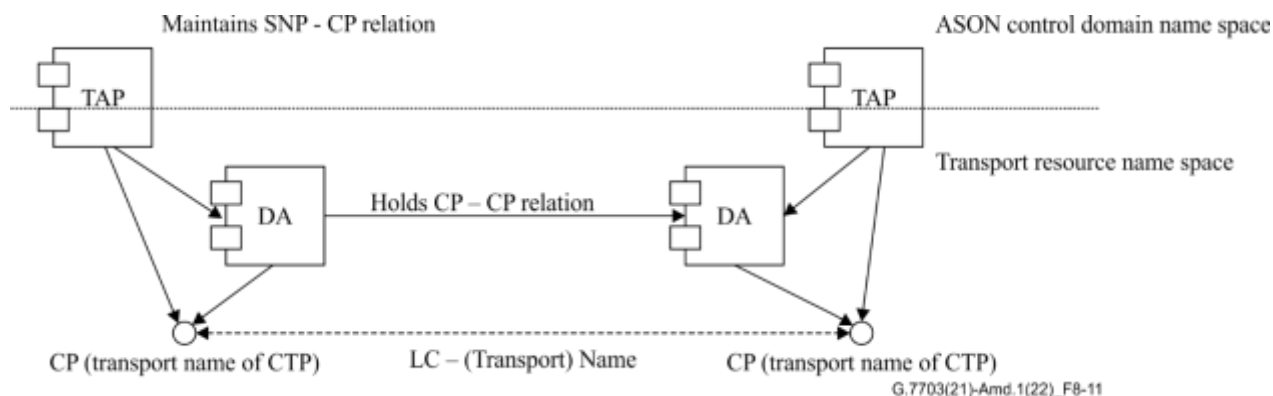 Maintains SNP - CP relation
ASON control domain name space
TAP
TAP
Transport resource name space
DA
Holds CP – CP relation
DA
CP (transport name of CTP)
LC – (Transport) Name
CP (transport name of CTP)
G.7703(21)-Amd.1(22)_F8-11